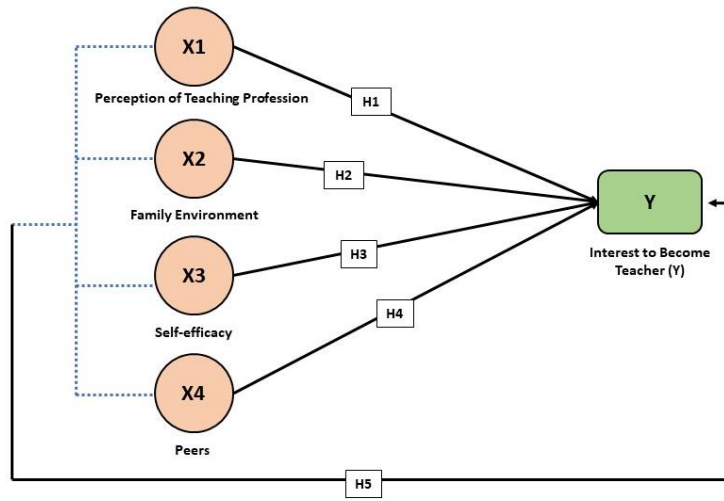 X1
Perception of Teaching Profession
H1
X2
Family Environment
H2
X3
Self-efficacy
H3
X4
Peers
H4
Y
Interest to Become
Teacher (Y)
H5